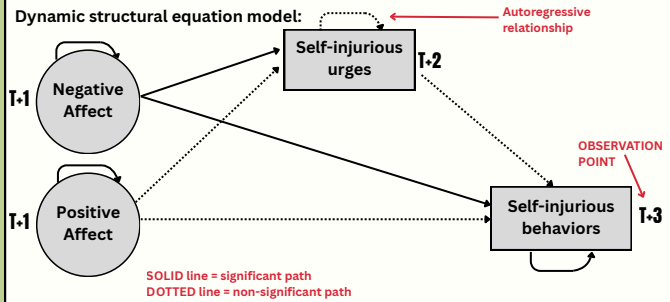 Dynamic structural equation model:
Autoregressive
relationship
Self-injurious
urges
T+2
T+1
Negative
Affect
OBSERVATION
POINT
T+1
Positive
Affect
Self-injurious
behaviors
T+3
SOLID line = significant path
DOTTED line = non-significant path